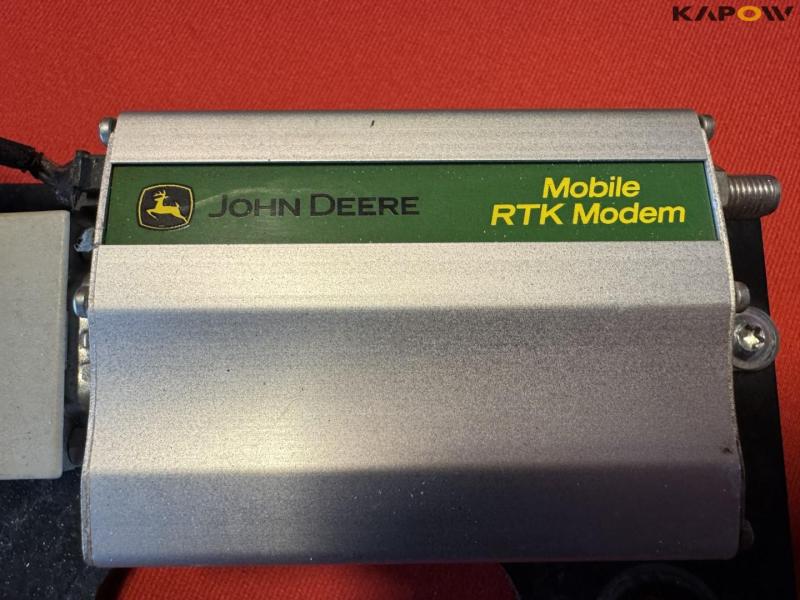 KAPOW
JOHN DEERE
Mobile
RTK Modem